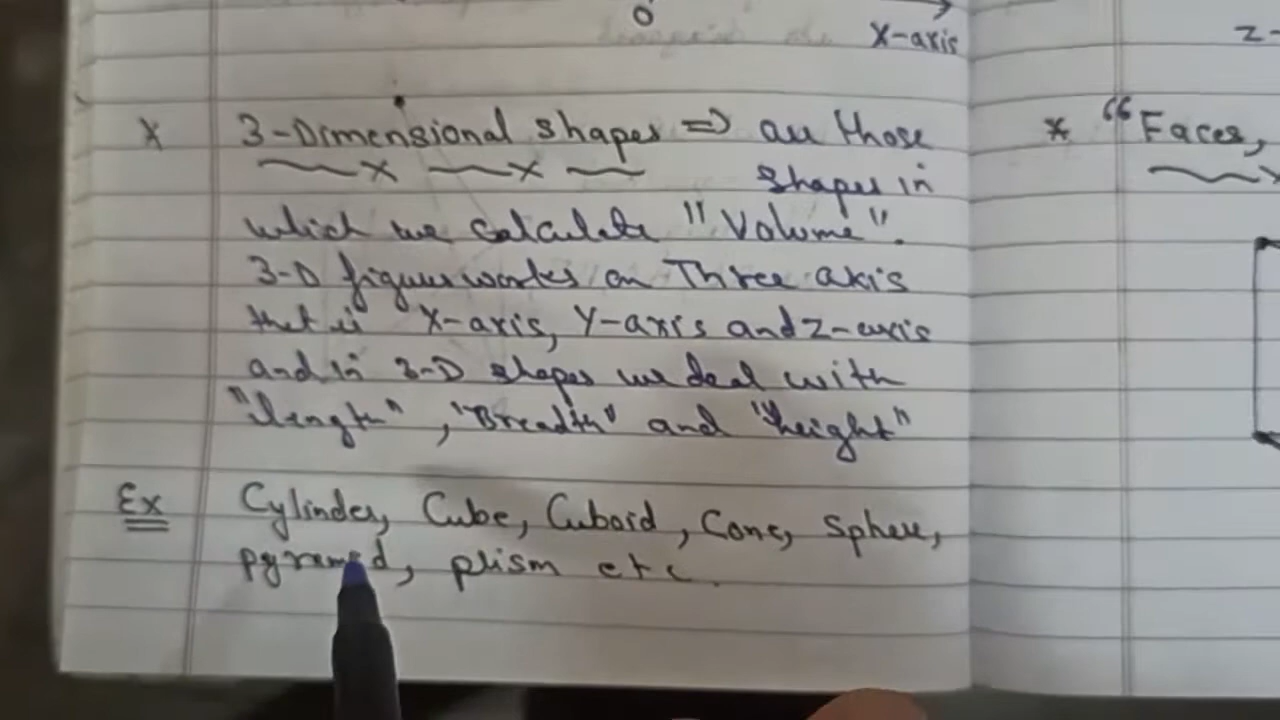 0
X-axis
z-
* 3-Dimensional shapes => all those
shapes in
which we calculate "Volume".
3-D figures works on Three axis
that is X-axis, Y-axis and z-axis
and in 3-D shapes we deal with
"length", 'Breadth' and "height"
Ex Cylinder, Cube, Cuboid, Cone, Sphere,
pyramid, prism etc.
* "Faces,